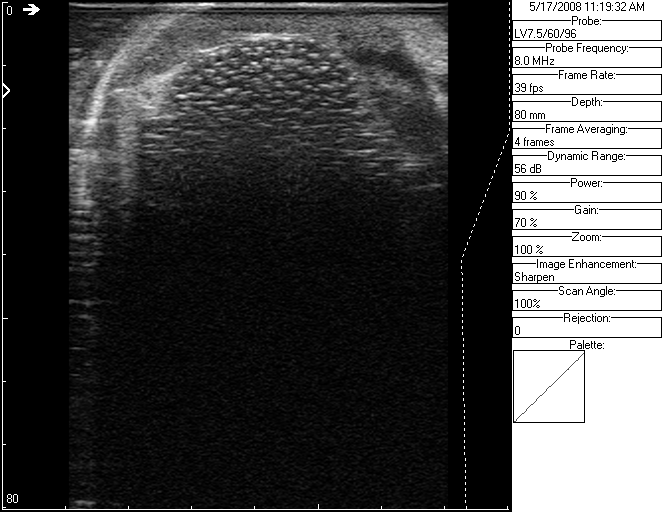 0
5/17/2008 11:19:32 AM
Probe:
LV7.5/60/96
Probe Frequency:
8.0 MHz
Frame Rate:
39 fps
Depth:
80 mm
Frame Averaging:
4 frames
Dynamic Range:
56 dB
Power:
90 %
Gain:
70 %
Zoom:
100 %
Image Enhancement:
Sharpen
Scan Angle:
100%
Rejection:
0
Palette:
80